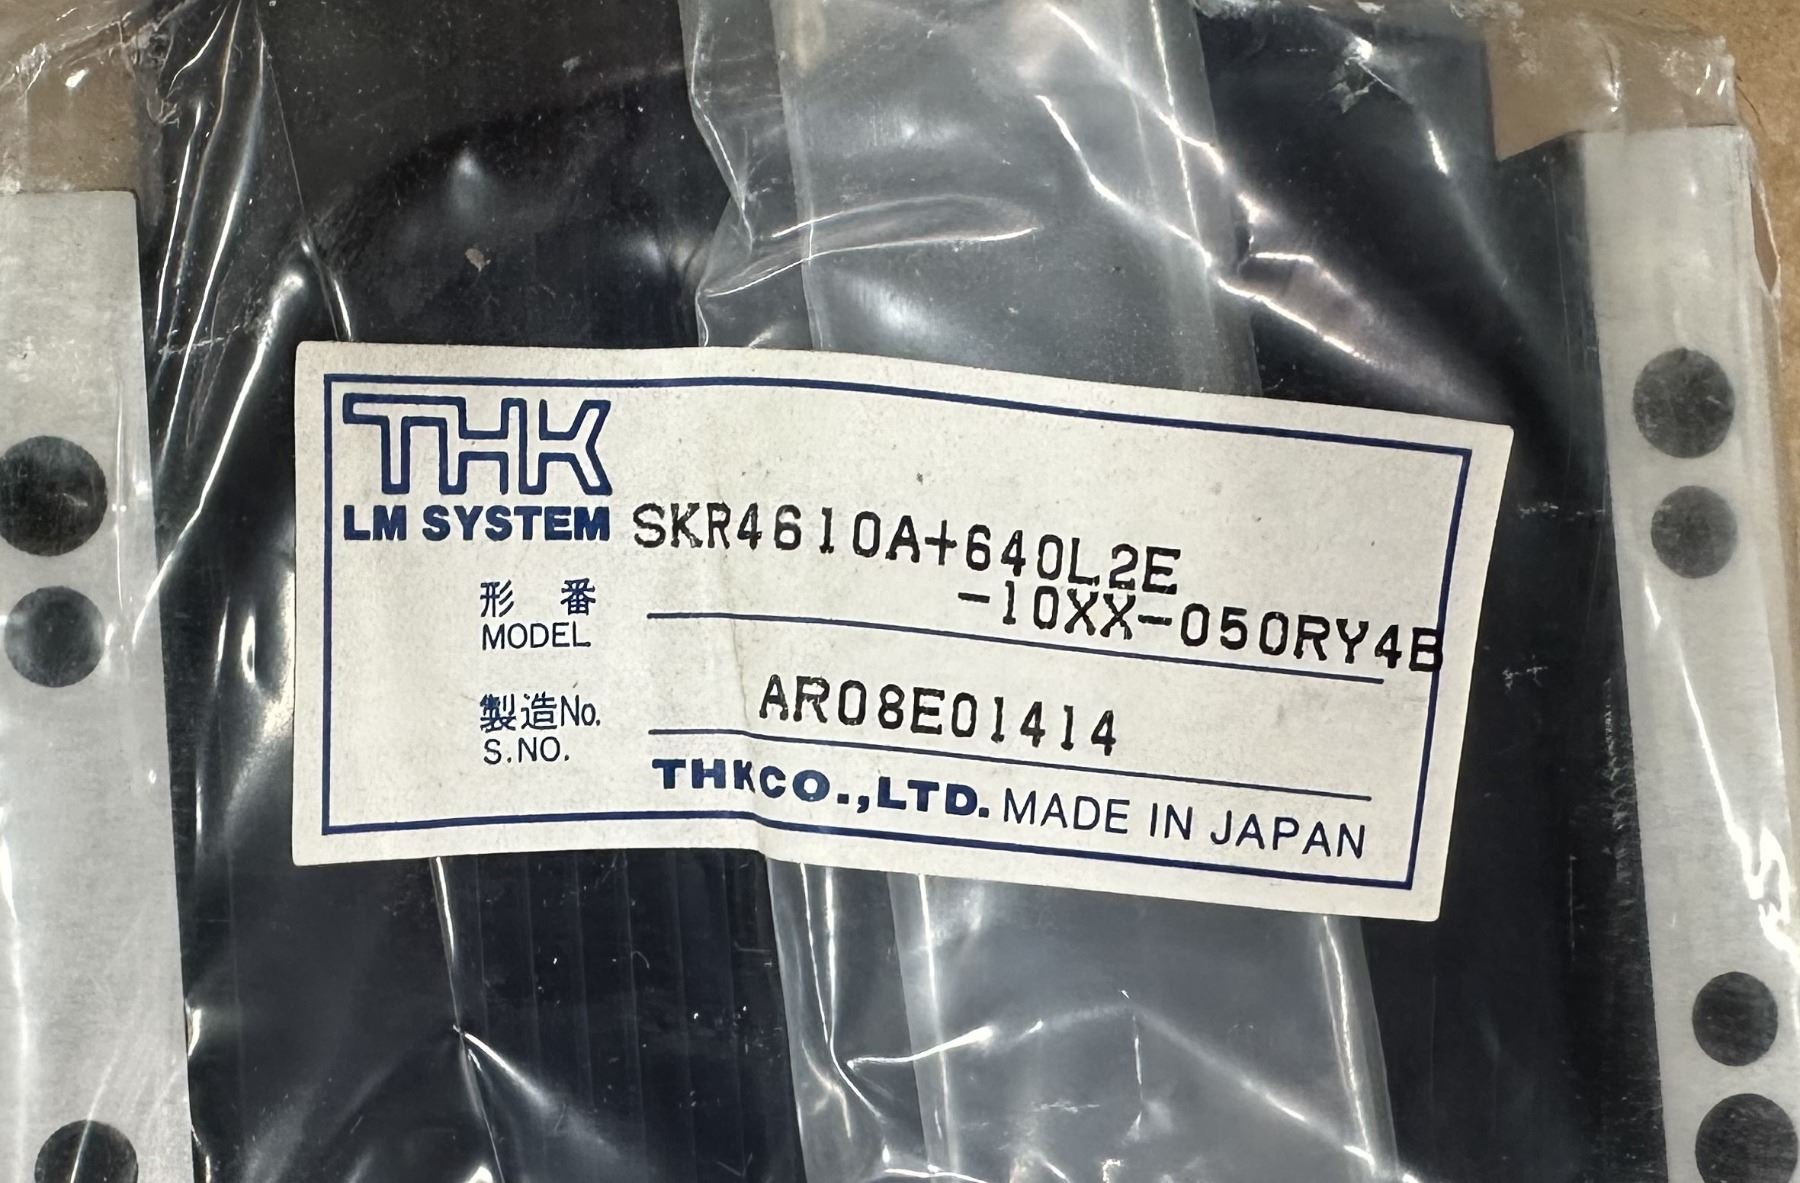 THK
LM SYSTEM
SKR4610A+640L2E
形 番
-10XX-050RY4B
MODEL
製造No.
AR08E01414
S.NO.
THKCO.,LTD. MADE IN JAPAN